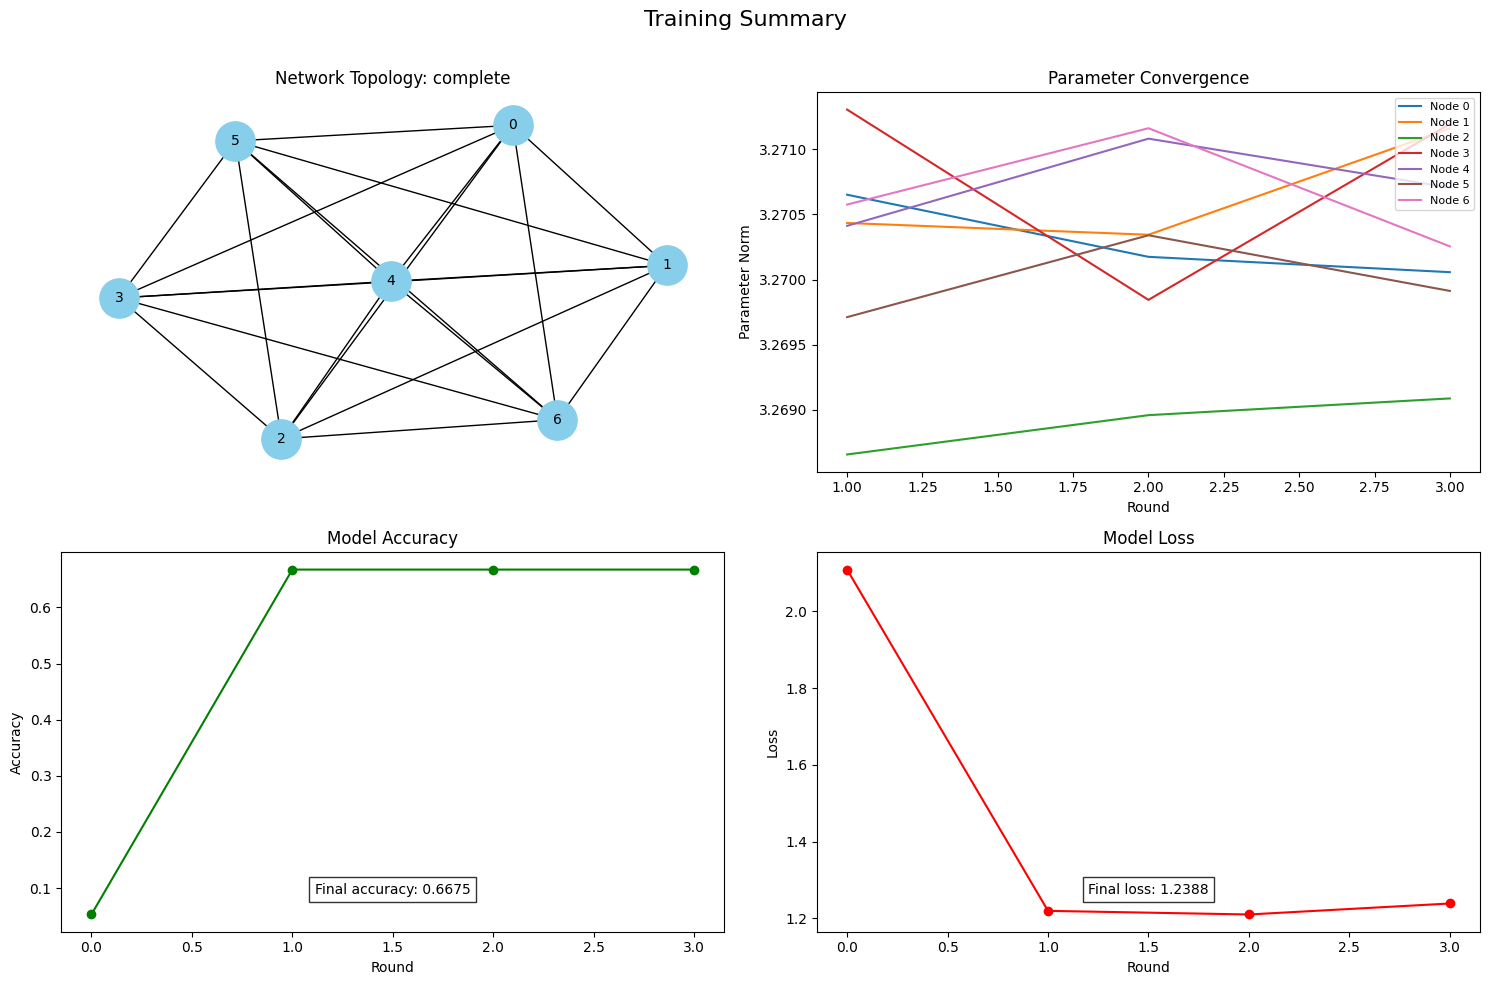 Training Summary
Network Topology: complete
0
5
1
4
3
6
2
Parameter Convergence
Node 0
Node 1
Node 2
Node 3
Node 4
Node 5
Node 6
3.2710
3.2705
3.2700
3.2695
3.2690
Parameter Norm
1.00 1.25 1.50 1.75 2.00 2.25 2.50 2.75 3.00
Round
Model Accuracy
0.6
0.5
0.4
0.3
0.2
0.1
Accuracy
Final accuracy: 0.6675
0.0 0.5 1.0 1.5 2.0 2.5 3.0
Round
Model Loss
2.0
1.8
1.6
1.4
1.2
Loss
Final loss: 1.2388
0.0 0.5 1.0 1.5 2.0 2.5 3.0
Round